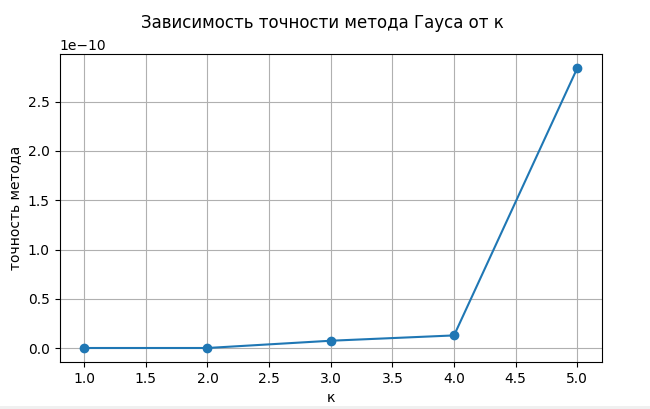 Зависимость точности метода Гауса от к
1e−10
2.5
2.0
1.5
1.0
0.5
0.0
точность метода
1.0 1.5 2.0 2.5 3.0 3.5 4.0 4.5 5.0
к